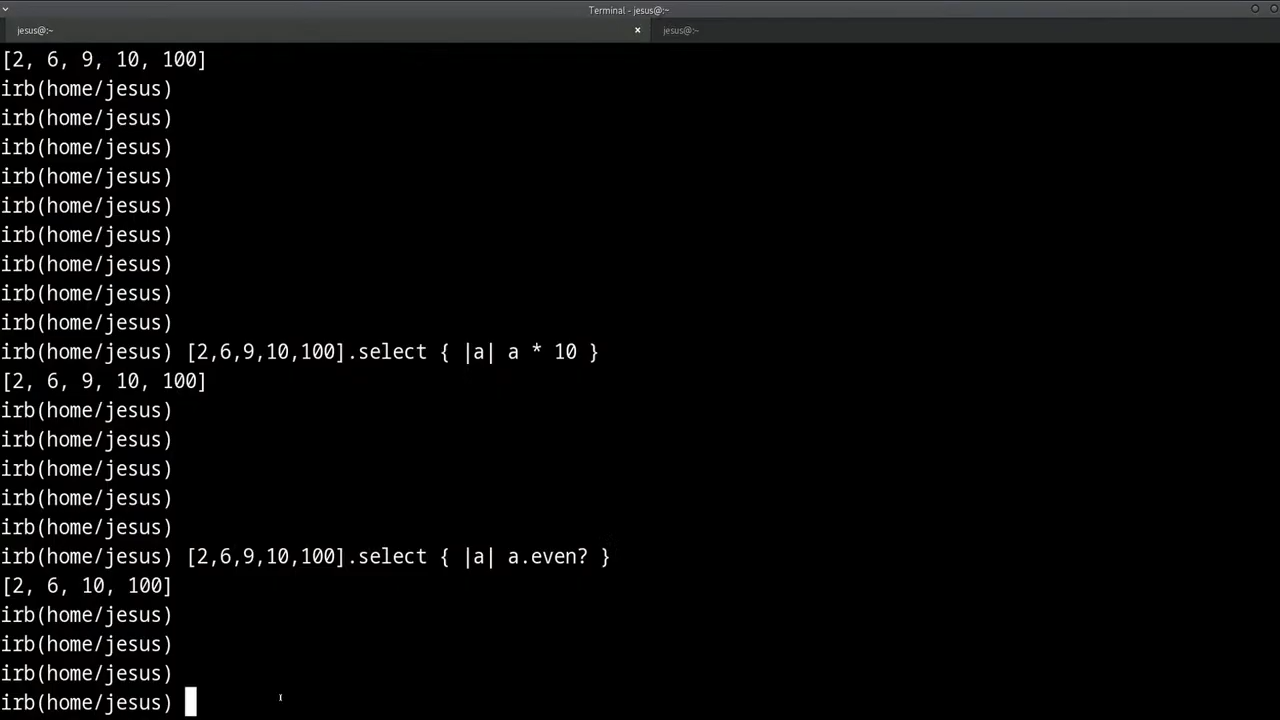 Terminal - jesus@:~
jesus@:~
jesus@:~
[2, 6, 9, 10, 100]
irb(home/jesus)
irb(home/jesus)
irb(home/jesus)
irb(home/jesus)
irb(home/jesus)
irb(home/jesus)
irb(home/jesus)
irb(home/jesus)
irb(home/jesus)
irb(home/jesus) [2,6,9,10,100].select { |a| a * 10 }
[2, 6, 9, 10, 100]
irb(home/jesus)
irb(home/jesus)
irb(home/jesus)
irb(home/jesus)
irb(home/jesus)
irb(home/jesus) [2,6,9,10,100].select { |a| a.even? }
[2, 6, 10, 100]
irb(home/jesus)
irb(home/jesus)
irb(home/jesus)
irb(home/jesus)